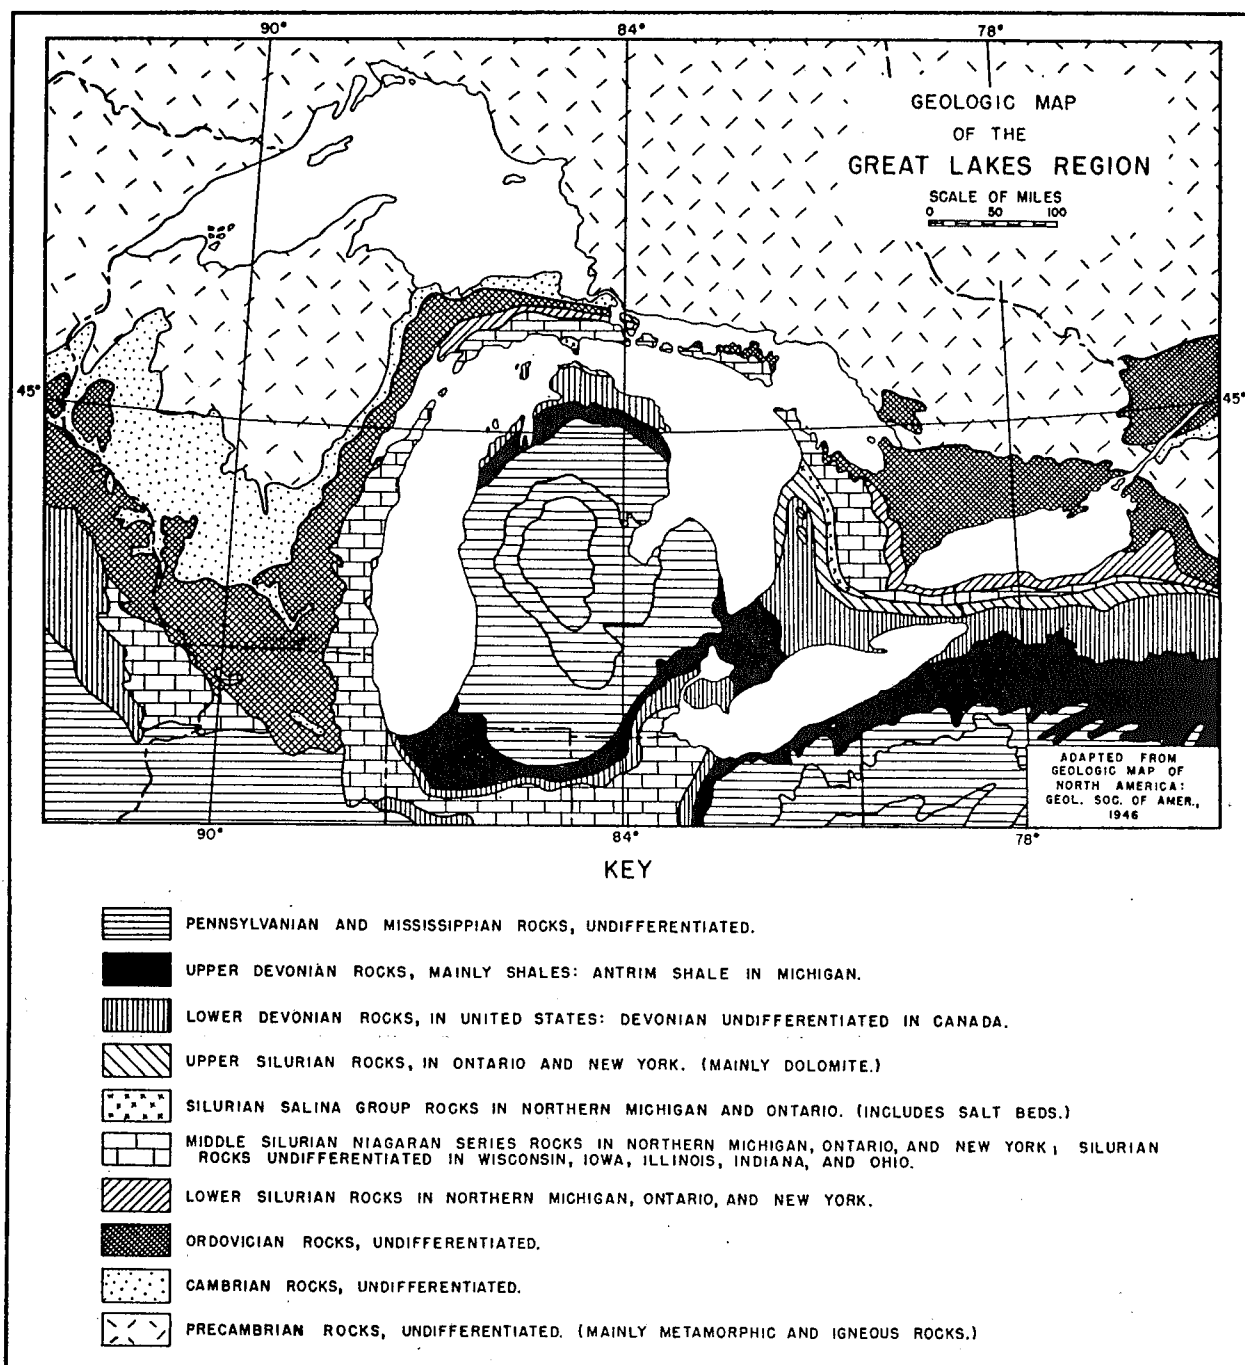 90° 84° 78°
GEOLOGIC MAP
OF THE
GREAT LAKES REGION
SCALE OF MILES
0 50 100
45° 45°
ADAPTED FROM
GEOLOGIC MAP OF
NORTH AMERICA:
GEOL. SOC. OF AMER.,
1946
90° 84° 78°
KEY
PENNSYLVANIAN AND MISSISSIPPIAN ROCKS, UNDIFFERENTIATED.
UPPER DEVONIAN ROCKS, MAINLY SHALES: ANTRIM SHALE IN MICHIGAN.
LOWER DEVONIAN ROCKS, IN UNITED STATES: DEVONIAN UNDIFFERENTIATED IN CANADA.
UPPER SILURIAN ROCKS, IN ONTARIO AND NEW YORK. (MAINLY DOLOMITE.)
SILURIAN SALINA GROUP ROCKS IN NORTHERN MICHIGAN AND ONTARIO. (INCLUDES SALT BEDS.)
MIDDLE SILURIAN NIAGARAN SERIES ROCKS IN NORTHERN MICHIGAN, ONTARIO, AND NEW YORK; SILURIAN
ROCKS UNDIFFERENTIATED IN WISCONSIN, IOWA, ILLINOIS, INDIANA, AND OHIO.
LOWER SILURIAN ROCKS IN NORTHERN MICHIGAN, ONTARIO, AND NEW YORK.
ORDOVICIAN ROCKS, UNDIFFERENTIATED.
CAMBRIAN ROCKS, UNDIFFERENTIATED.
PRECAMBRIAN ROCKS, UNDIFFERENTIATED. (MAINLY METAMORPHIC AND IGNEOUS ROCKS.)